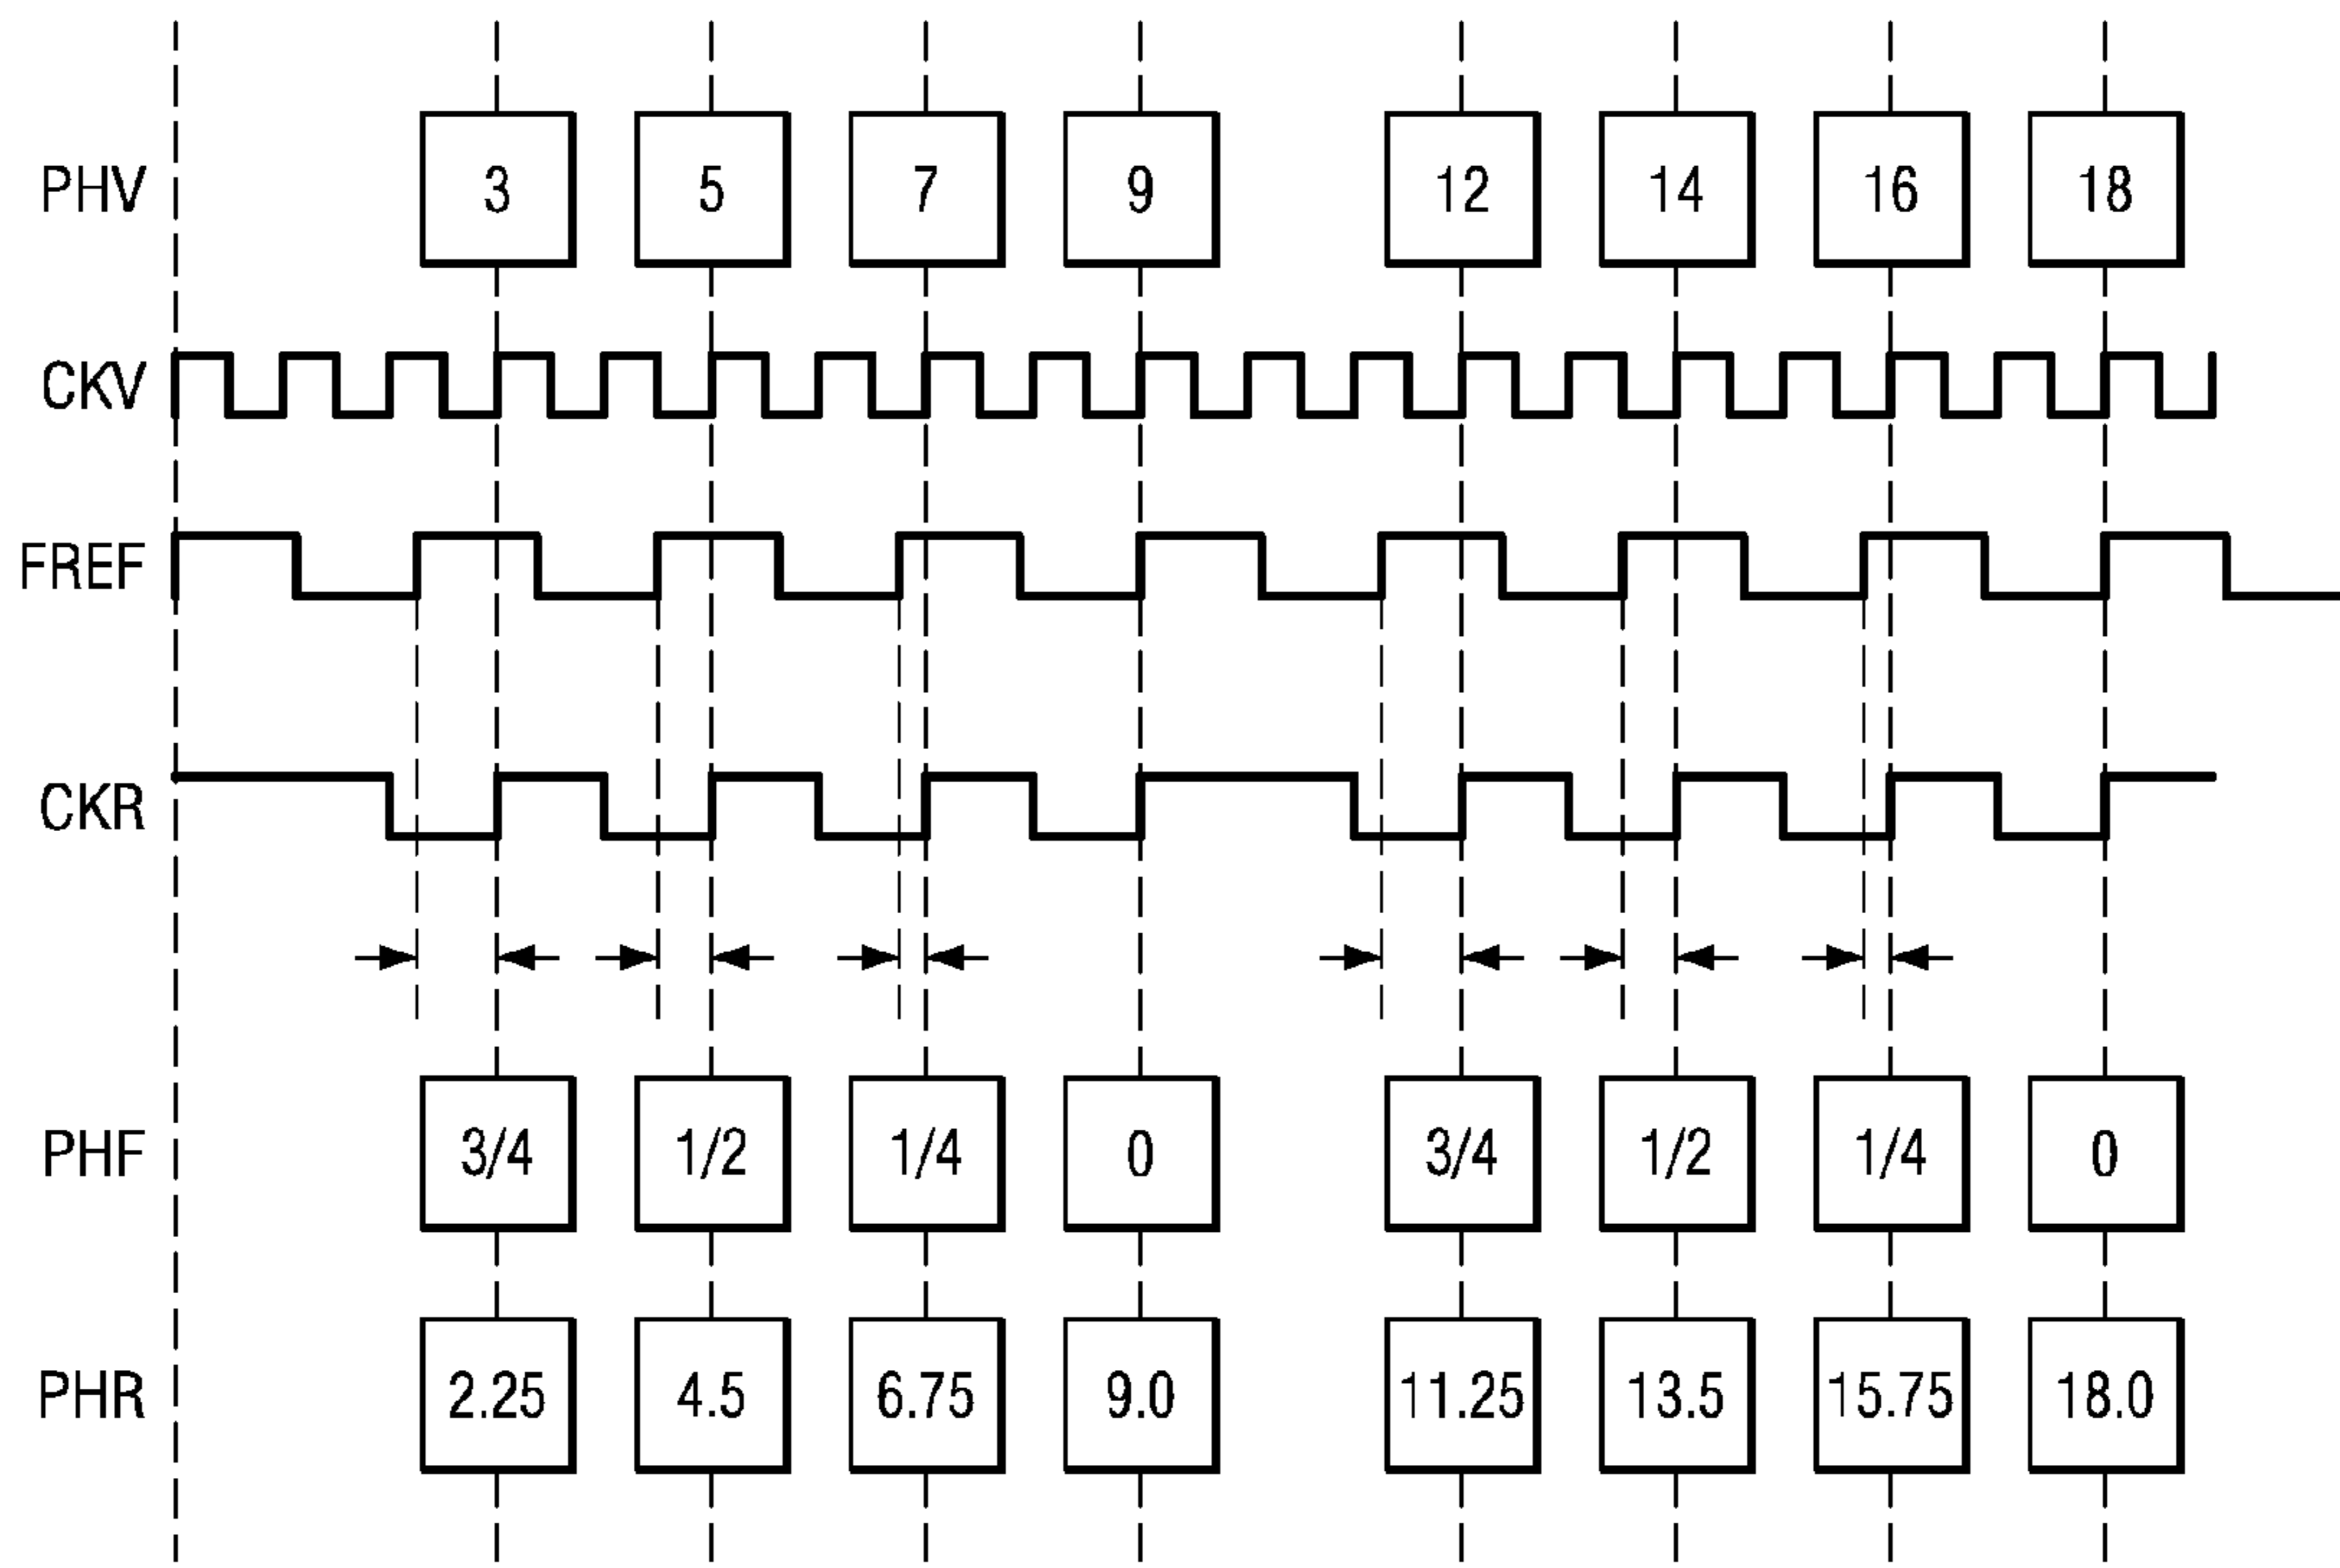 PHV 3 5 7 9 12 14 16 18
CKV
FREF
CKR
PHF 3/4 1/2 1/4 0 3/4 1/2 1/4 0
PHR 2.25 4.5 6.75 9.0 11.25 13.5 15.75 18.0